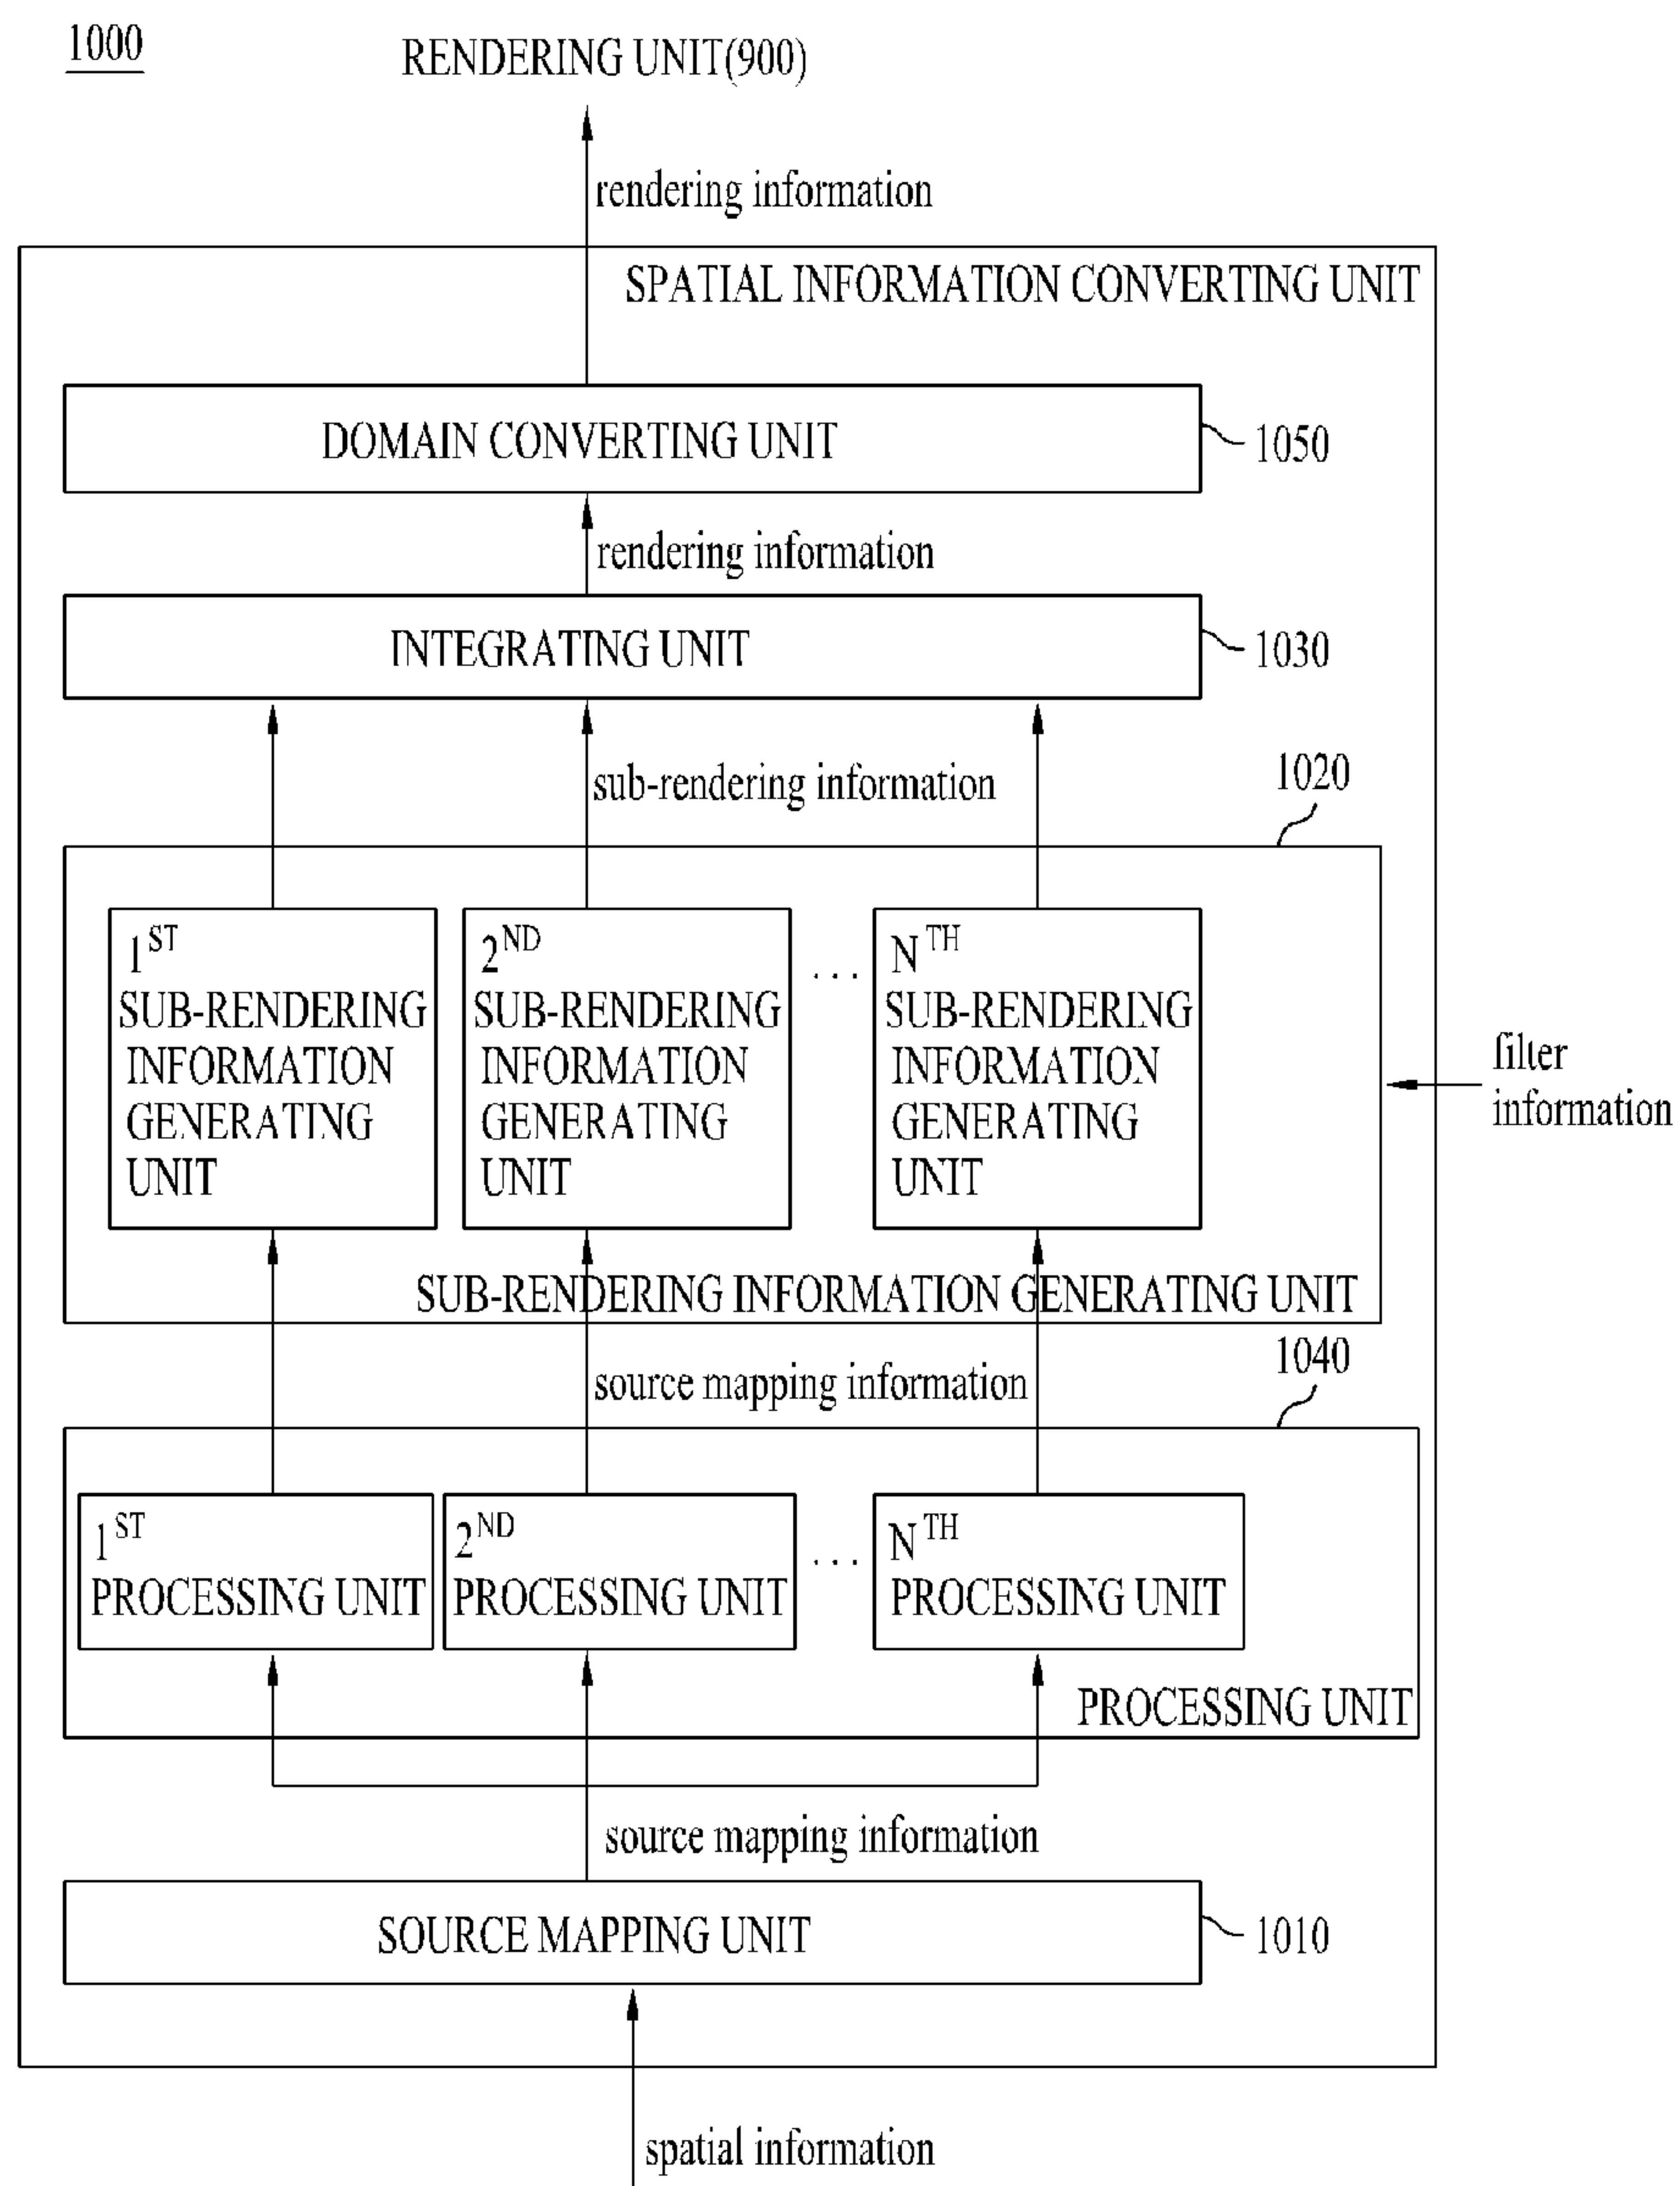 1000
RENDERING UNIT(900)
rendering information
SPATIAL INFORMATION CONVERTING UNIT
DOMAIN CONVERTING UNIT
1050
rendering information
INTEGRATING UNIT
1030
sub-rendering information
1020
1ST
SUB-RENDERING
INFORMATION
GENERATING
UNIT
2ND
SUB-RENDERING
INFORMATION
GENERATING
UNIT
...
NTH
SUB-RENDERING
INFORMATION
GENERATING
UNIT
filter
information
SUB-RENDERING INFORMATION GENERATING UNIT
source mapping information
1040
1ST
PROCESSING UNIT
2ND
PROCESSING UNIT
...
NTH
PROCESSING UNIT
PROCESSING UNIT
source mapping information
SOURCE MAPPING UNIT
1010
spatial information